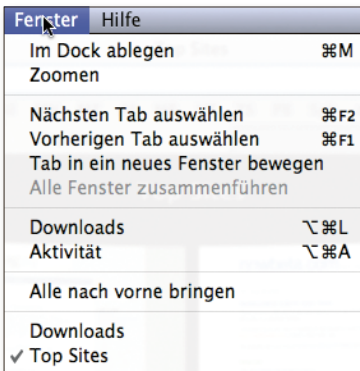 Fenster Hilfe
Im Dock ablegen ⌘M
Zoomen
Nächsten Tab auswählen ⌘F2
Vorherigen Tab auswählen ⌘F1
Tab in ein neues Fenster bewegen
Alle Fenster zusammenführen
Downloads ⌥⌘L
Aktivität ⌥⌘A
Alle nach vorne bringen
Downloads
✓ Top Sites